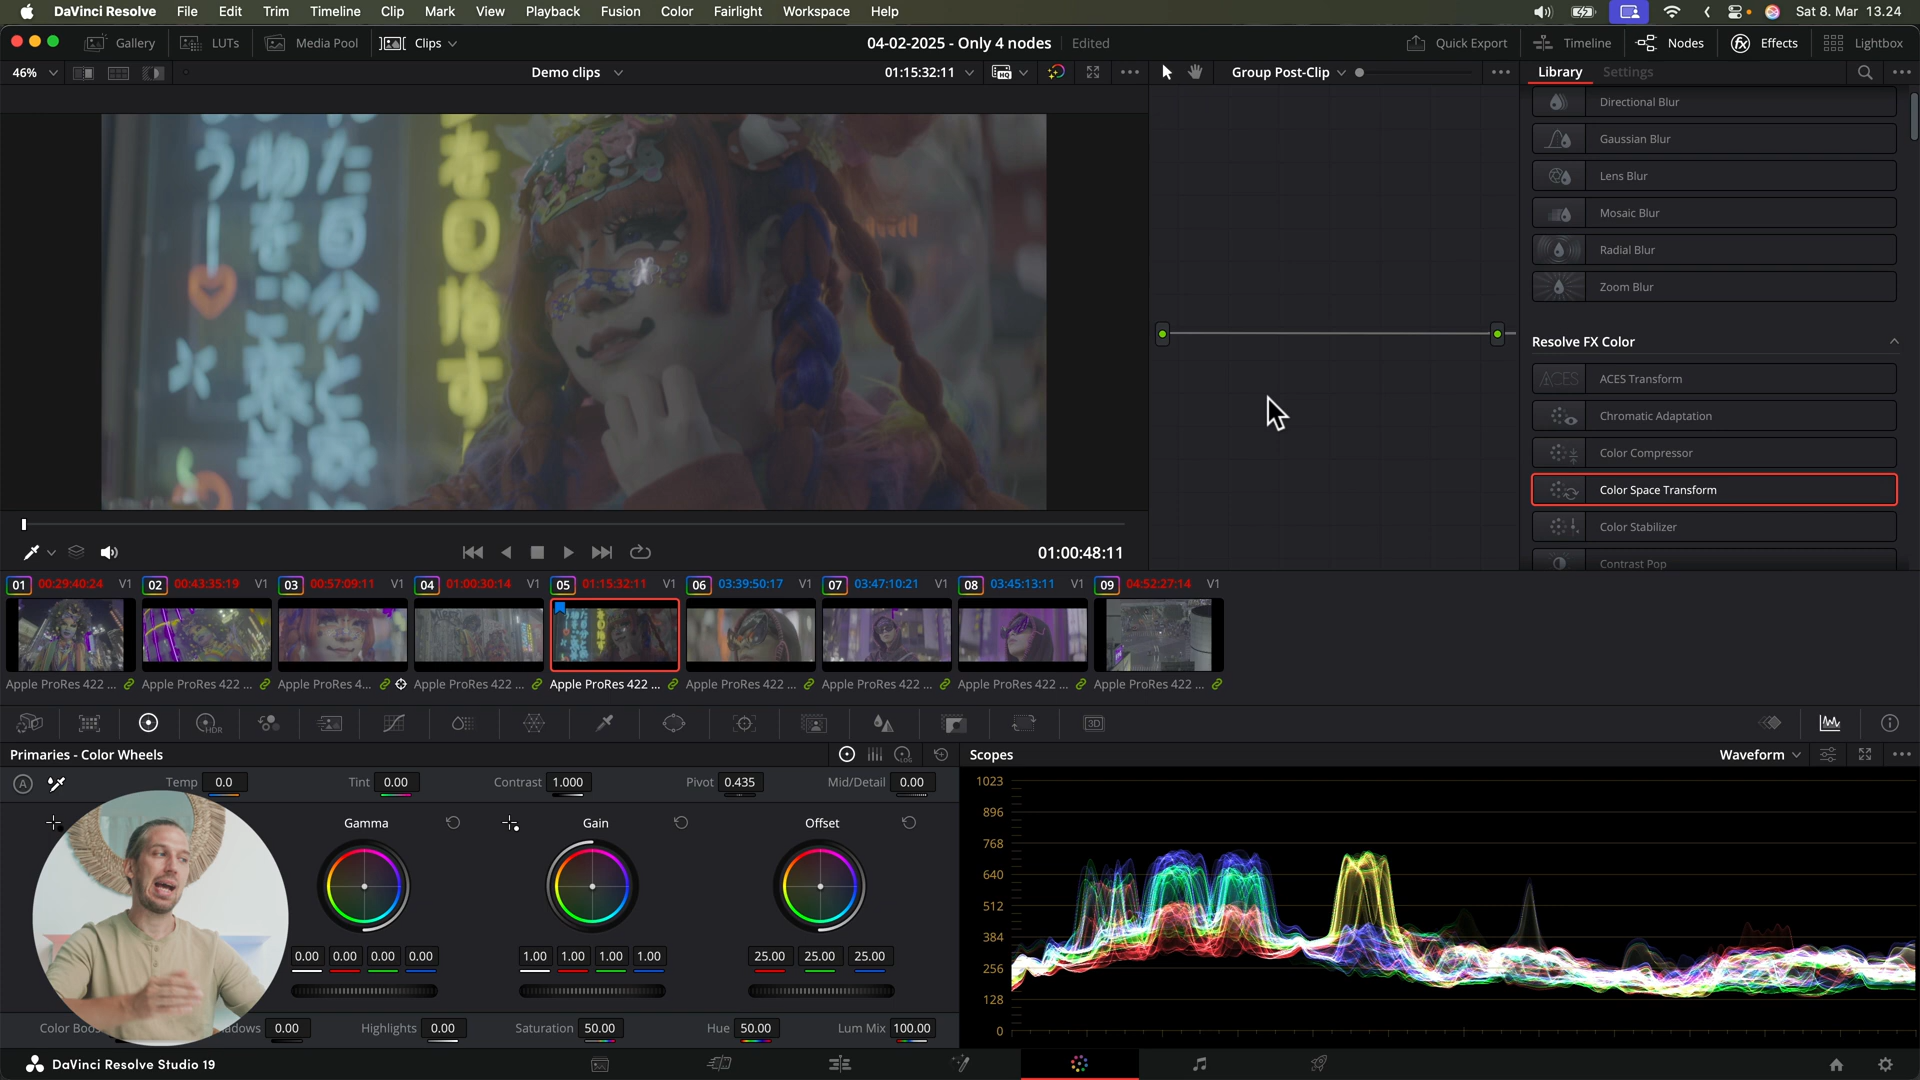 DaVinci Resolve File Edit Trim Timeline Clip Mark View Playback Fusion Color Fairlight Workspace Help Sat 8. Mar 13.24
Gallery LUTs Media Pool Clips 04-02-2025 - Only 4 nodes Edited Quick Export Timeline Nodes Effects Lightbox
46% Demo clips 01:15:32:11 HQ Group Post-Clip Library Settings
Directional Blur
Gaussian Blur
Lens Blur
Mosaic Blur
Radial Blur
Zoom Blur
Resolve FX Color
ACES ACES Transform
Chromatic Adaptation
Color Compressor
Color Space Transform
Color Stabilizer
Contrast Pop
01:00:48:11
01 00:29:40:24 V1 02 00:43:35:19 V1 03 00:57:09:11 V1 04 01:00:30:14 V1 05 01:15:32:11 V1 06 03:39:50:17 V1 07 03:47:10:21 V1 08 03:45:13:11 V1 09 04:52:27:14 V1
Apple ProRes 422 ... Apple ProRes 422 ... Apple ProRes 4... Apple ProRes 422 ... Apple ProRes 422 ... Apple ProRes 422 ... Apple ProRes 422 ... Apple ProRes 422 ... Apple ProRes 422 ...
HDR 3D
Primaries - Color Wheels LOG Scopes Waveform
A Temp 0.0 Tint 0.00 Contrast 1.000 Pivot 0.435 Mid/Detail 0.00
Gamma Gain Offset
0.00 0.00 0.00 0.00 1.00 1.00 1.00 1.00 25.00 25.00 25.00
Color Boo adows 0.00 Highlights 0.00 Saturation 50.00 Hue 50.00 Lum Mix 100.00
1023
896
768
640
512
384
256
128
0
DaVinci Resolve Studio 19